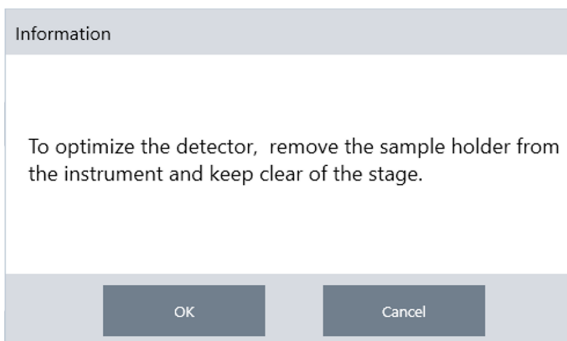 Information
To optimize the detector,  remove the sample holder from
the instrument and keep clear of the stage.
OK
Cancel